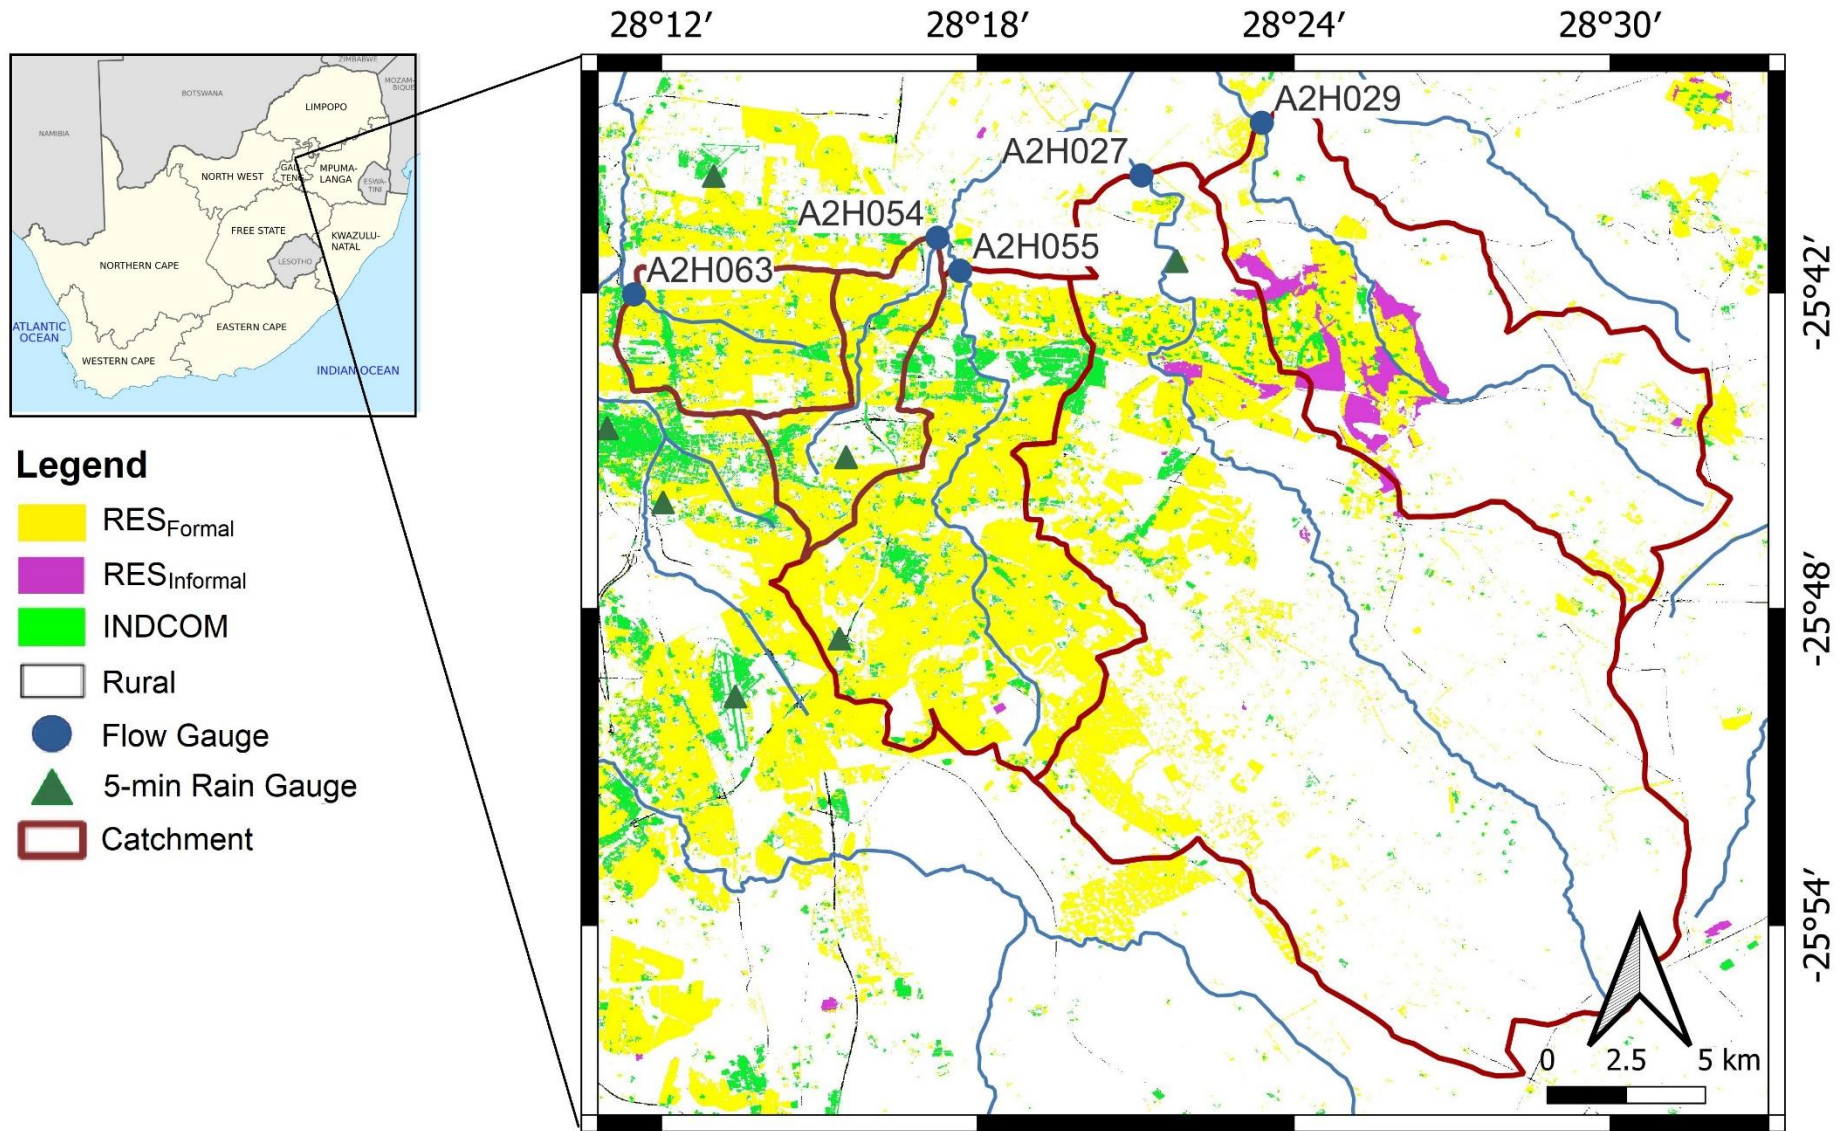 28°12′ 28°18′ 28°24′ 28°30′
ZIMBABWE
MOZAM-
BIQUE
BOTSWANA
LIMPOPO
NAMIBIA
NORTH WEST
GAU-
TENG
MPUMA-
LANGA
ESWA-
TINI
FREE STATE
KWAZULU-
NATAL
LESOTHO
NORTHERN CAPE
EASTERN CAPE
WESTERN CAPE
ATLANTIC
OCEAN
INDIAN OCEAN
A2H029
A2H027
A2H054
A2H055
A2H063
-25°42′
-25°48′
-25°54′
Legend
RESFormal
RESInformal
INDCOM
Rural
Flow Gauge
5-min Rain Gauge
Catchment
0 2.5 5 km